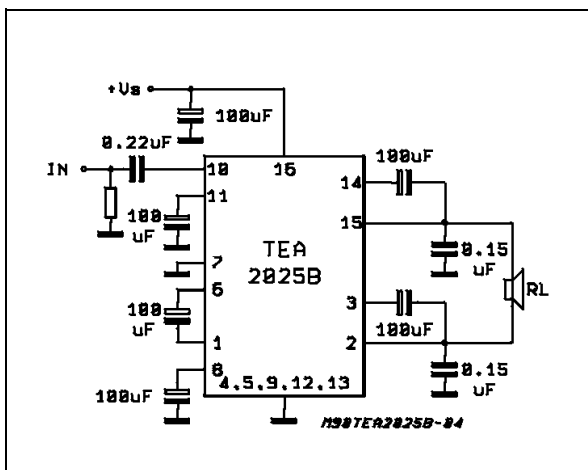 +Vs
100uF
0.22uF
100uF
IN
10
16
14
11
15
100
uF
TEA
2025B
0.15
uF
7
6
RL
3
100
uF
100uF
1
2
8
0.15
uF
100uF
4.5.9.12.13
M90TEA2025B-04